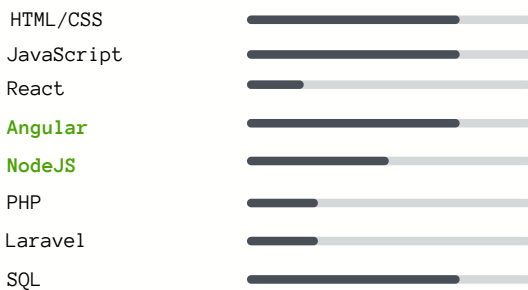 HTML/CSS
JavaScript
React
Angular
NodeJS
PHP
Laravel
SQL